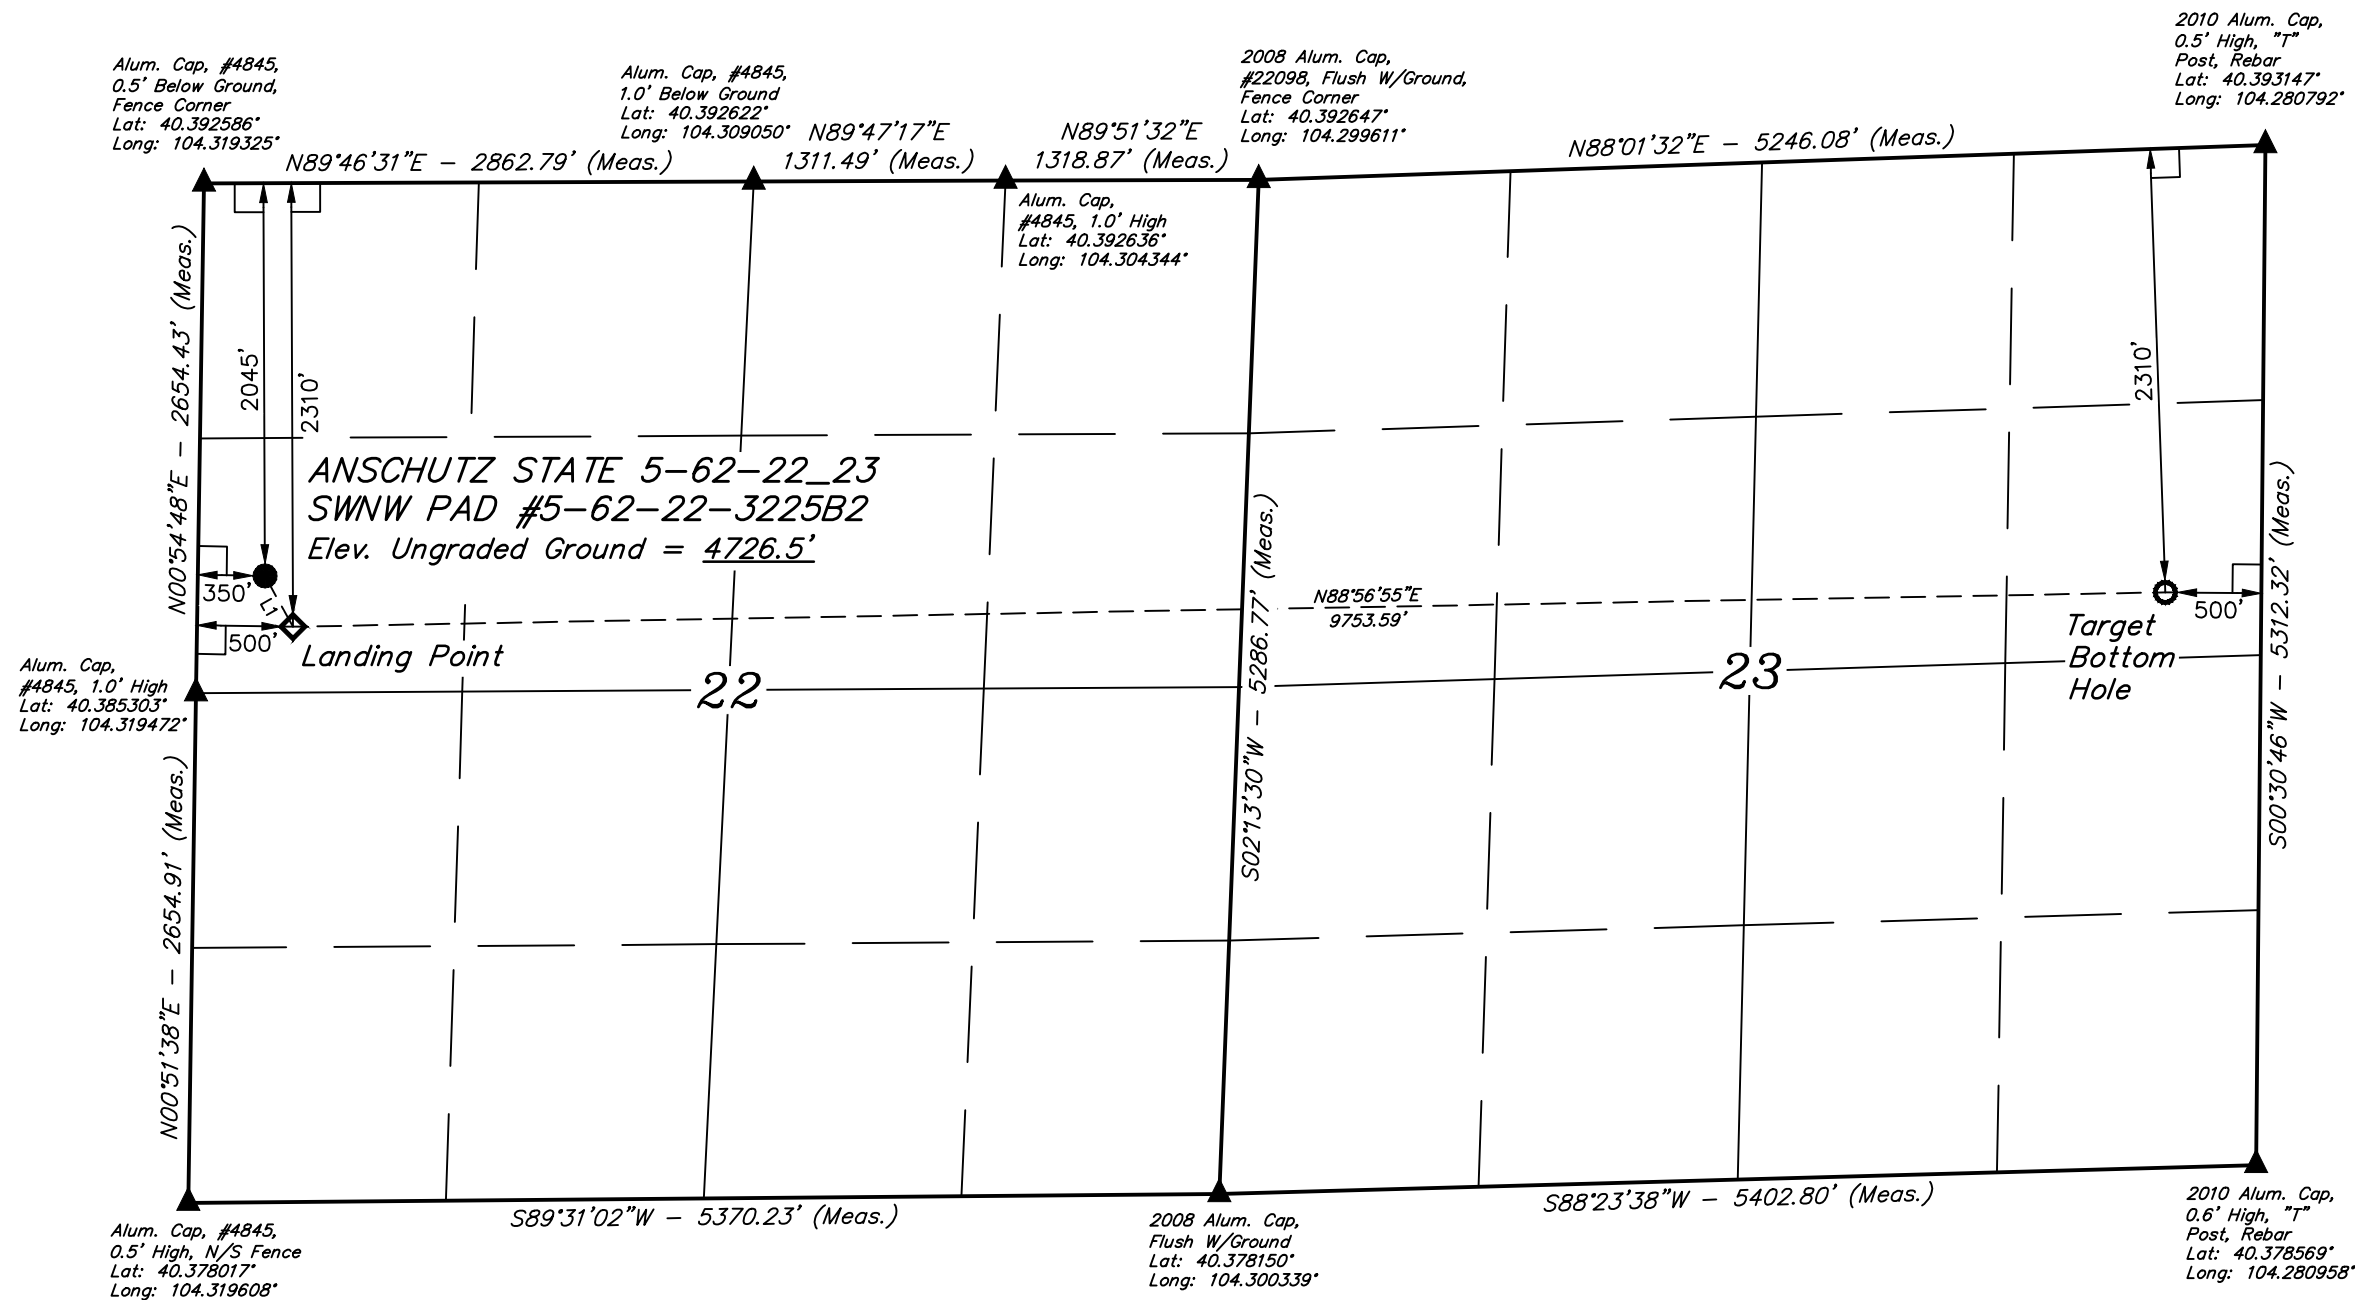 2010 Alum. Cap,
0.5' High, "T"
Post, Rebar
Lat: 40.393147°
Long: 104.280792°
2008 Alum. Cap,
#22098, Flush W/Ground,
Fence Corner
Lat: 40.392647°
Long: 104.299611°
Alum. Cap, #4845,
0.5' Below Ground,
Fence Corner
Lat: 40.392586°
Long: 104.319325°
Alum. Cap, #4845,
1.0' Below Ground
Lat: 40.392622°
Long: 104.309050°
N89°46'31"E - 2862.79' (Meas.)
N89°47'17"E
1311.49' (Meas.)
N89°51'32"E
1318.87' (Meas.)
N88°01'32"E - 5246.08' (Meas.)
Alum. Cap,
#4845, 1.0' High
Lat: 40.392636°
Long: 104.304344°
N00°54'48"E - 2654.43' (Meas.)
2045'
2310'
2310'
ANSCHUTZ STATE 5-62-22_23
SWNW PAD #5-62-22-3225B2
Elev. Ungraded Ground = 4726.5'
350'
L1
500'
Landing Point
N88°56'55"E
9753.59'
500'
Target
Bottom
Hole
S02°13'30"W - 5286.77' (Meas.)
S00°30'46"W - 5312.32' (Meas.)
Alum. Cap,
#4845, 1.0' High
Lat: 40.385303°
Long: 104.319472°
22
23
N00°51'38"E - 2654.91' (Meas.)
S89°31'02"W - 5370.23' (Meas.)
S88°23'38"W - 5402.80' (Meas.)
Alum. Cap, #4845,
0.5' High, N/S Fence
Lat: 40.378017°
Long: 104.319608°
2008 Alum. Cap,
Flush W/Ground
Lat: 40.378150°
Long: 104.300339°
2010 Alum. Cap,
0.6' High, "T"
Post, Rebar
Lat: 40.378569°
Long: 104.280958°